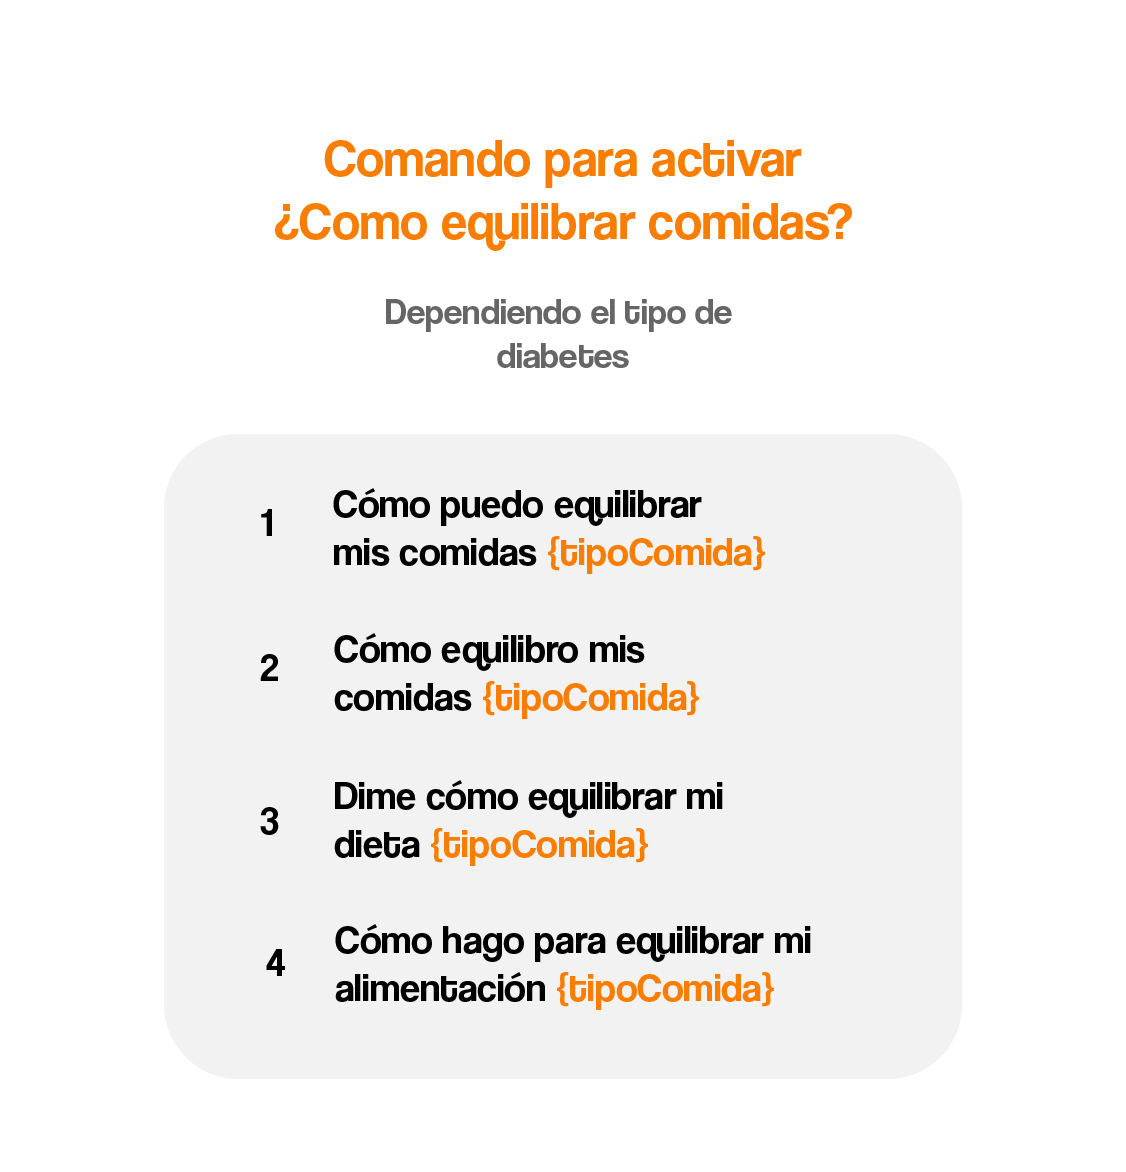 Comando para activar
¿Como equilibrar comidas?
Dependiendo el tipo de
diabetes
1 Cómo puedo equilibrar
mis comidas {tipoComida}
2 Cómo equilibro mis
comidas {tipoComida}
3 Dime cómo equilibrar mi
dieta {tipoComida}
4 Cómo hago para equilibrar mi
alimentación {tipoComida}